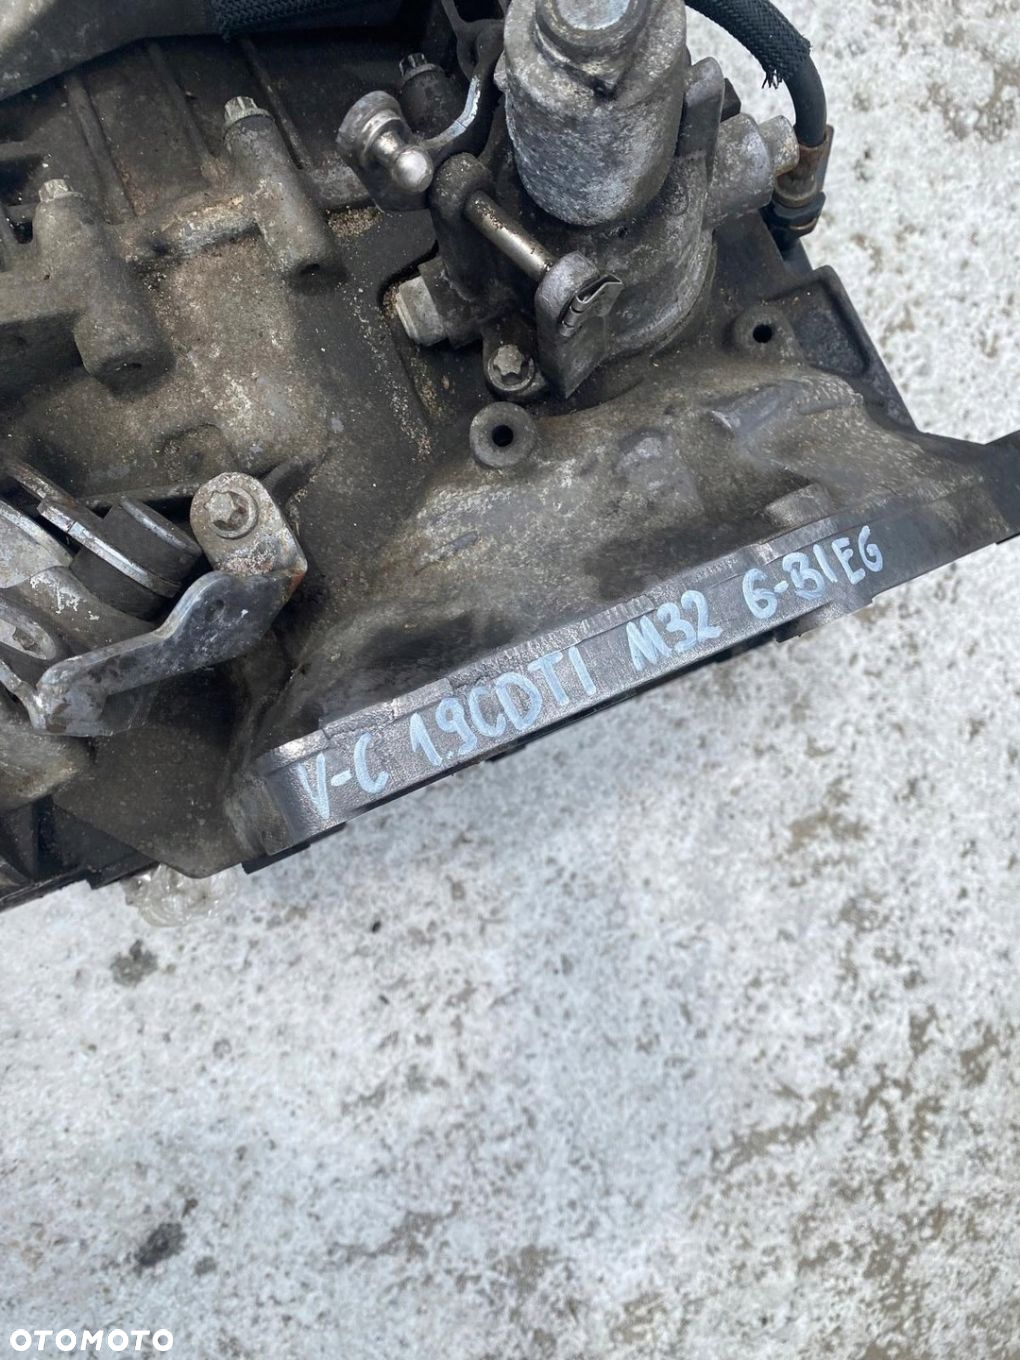 V-C 1.9CDTI M32 6-BIEG
OTOMOTO